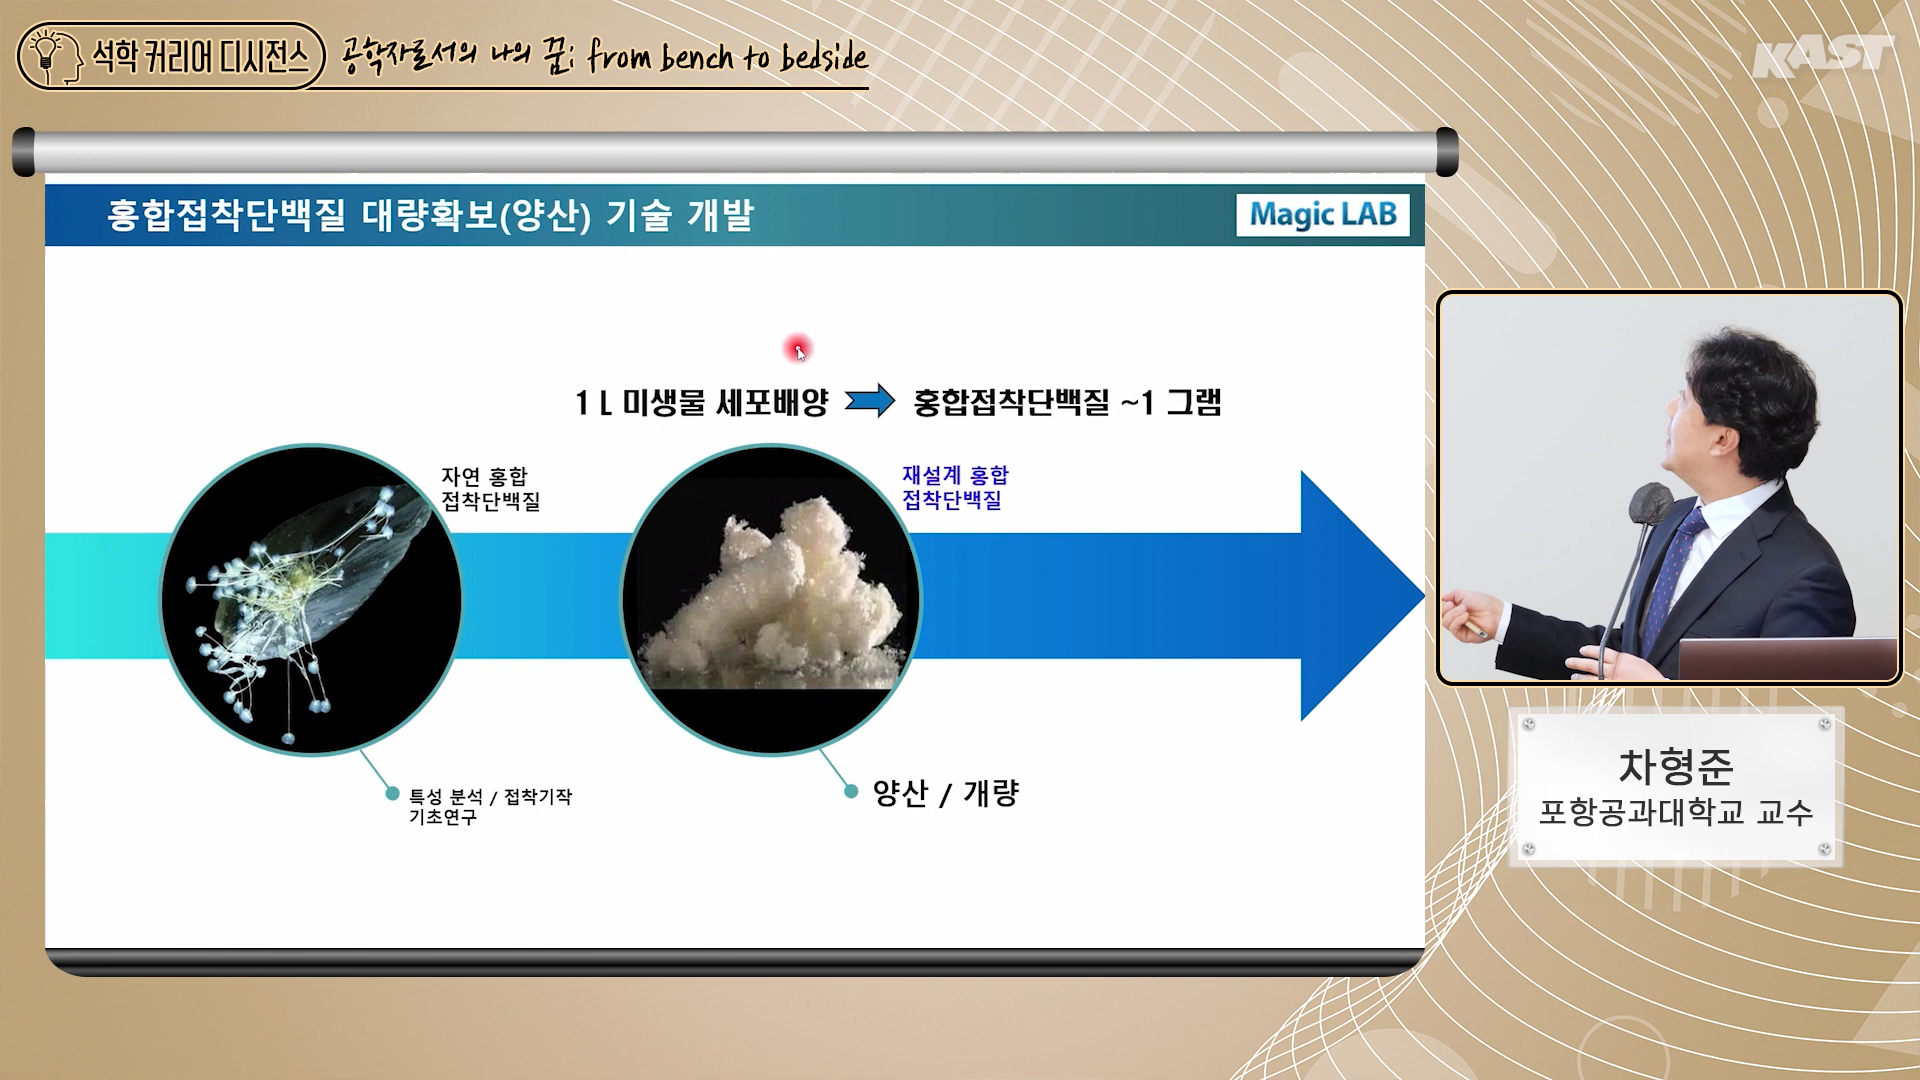 석학 커리어 디시전스
공학자로서의 나의 꿈; from bench to bedside
KAST
홍합접착단백질 대량확보(양산) 기술 개발
Magic LAB
1 L 미생물 세포배양
홍합접착단백질 ~1 그램
자연 홍합
접착단백질
재설계 홍합
접착단백질
특성 분석 / 접착기작
기초연구
양산 / 개량
차형준
포항공과대학교 교수